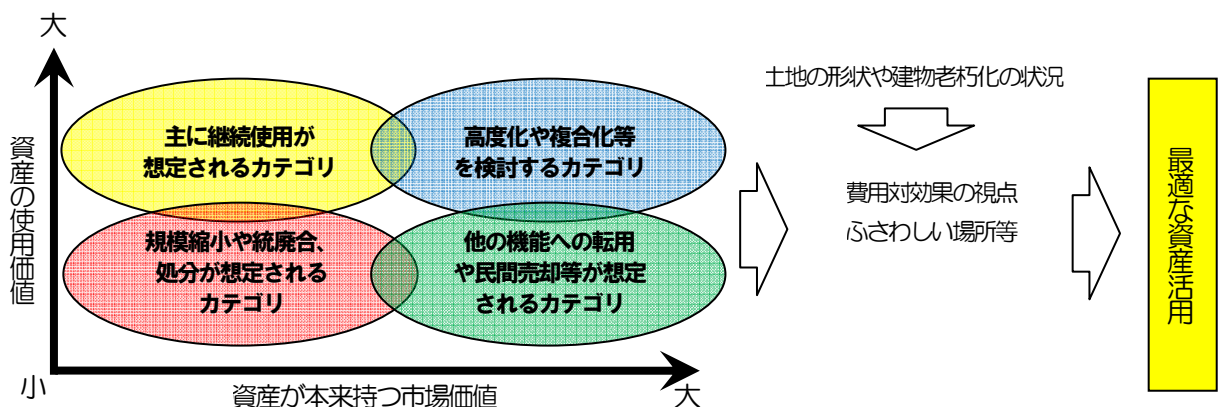 大
資産の使用価値
小
主に継続使用が
想定されるカテゴリ
高度化や複合化等
を検討するカテゴリ
規模縮小や統廃合、
処分が想定される
カテゴリ
他の機能への転用
や民間売却等が想定
されるカテゴリ
資産が本来持つ市場価値
大
土地の形状や建物老朽化の状況
費用対効果の視点
ふさわしい場所等
最適な資産活用